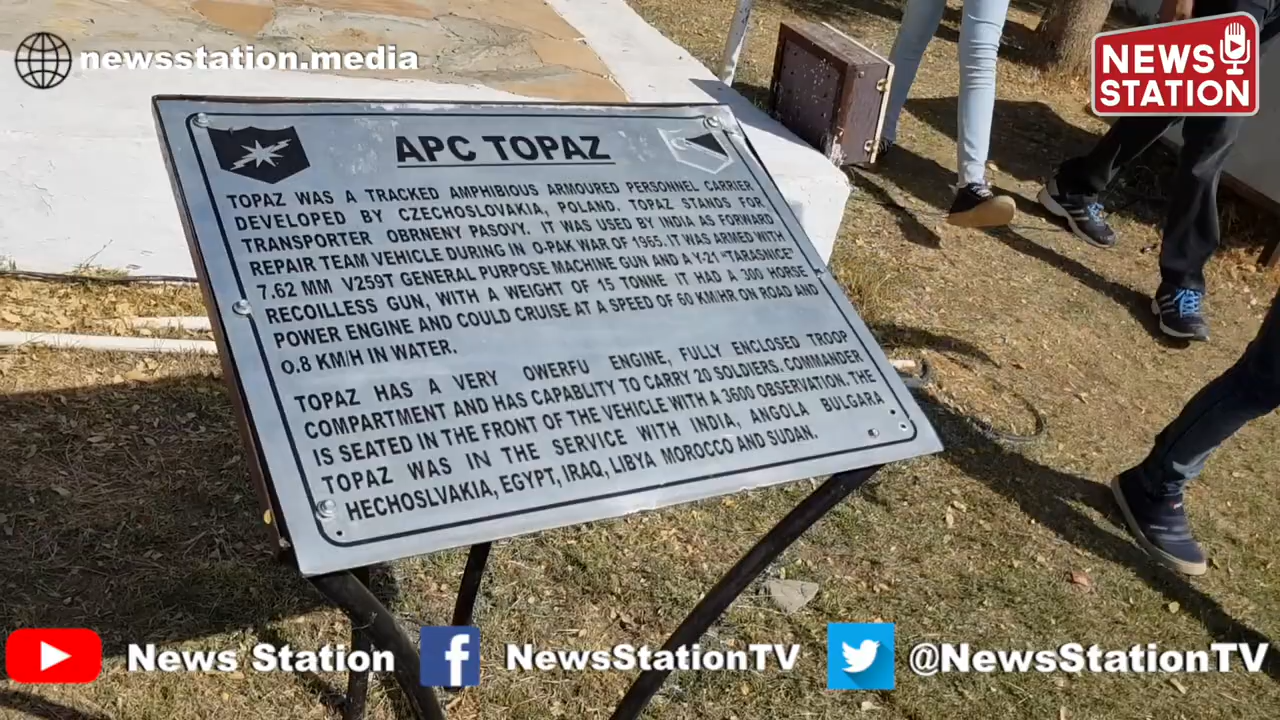 newsstation.media
NEWS
STATION
APC TOPAZ
TOPAZ WAS A TRACKED AMPHIBIOUS ARMOURED PERSONNEL CARRIER
DEVELOPED BY CZECHOSLOVAKIA, POLAND. TOPAZ STANDS FOR
TRANSPORTER OBRNENY PASOVY. IT WAS USED BY INDIA AS FORWARD
REPAIR TEAM VEHICLE DURING IN O-PAK WAR OF 1965. IT WAS ARMED WITH
7.62 MM V259T GENERAL PURPOSE MACHINE GUN AND A Y-21 "TARASNICE"
RECOILLESS GUN, WITH A WEIGHT OF 15 TONNE IT HAD A 300 HORSE
POWER ENGINE AND COULD CRUISE AT A SPEED OF 60 KM/HR ON ROAD AND
O.8 KM/H IN WATER.
TOPAZ HAS A VERY OWERFU ENGINE, FULLY ENCLOSED TROOP
COMPARTMENT AND HAS CAPABLITY TO CARRY 20 SOLDIERS. COMMANDER
IS SEATED IN THE FRONT OF THE VEHICLE WITH A 3600 OBSERVATION. THE
TOPAZ WAS IN THE SERVICE WITH INDIA, ANGOLA BULGARA
HECHOSLVAKIA, EGYPT, IRAQ, LIBYA MOROCCO AND SUDAN.
News Station
NewsStationTV
@NewsStationTV